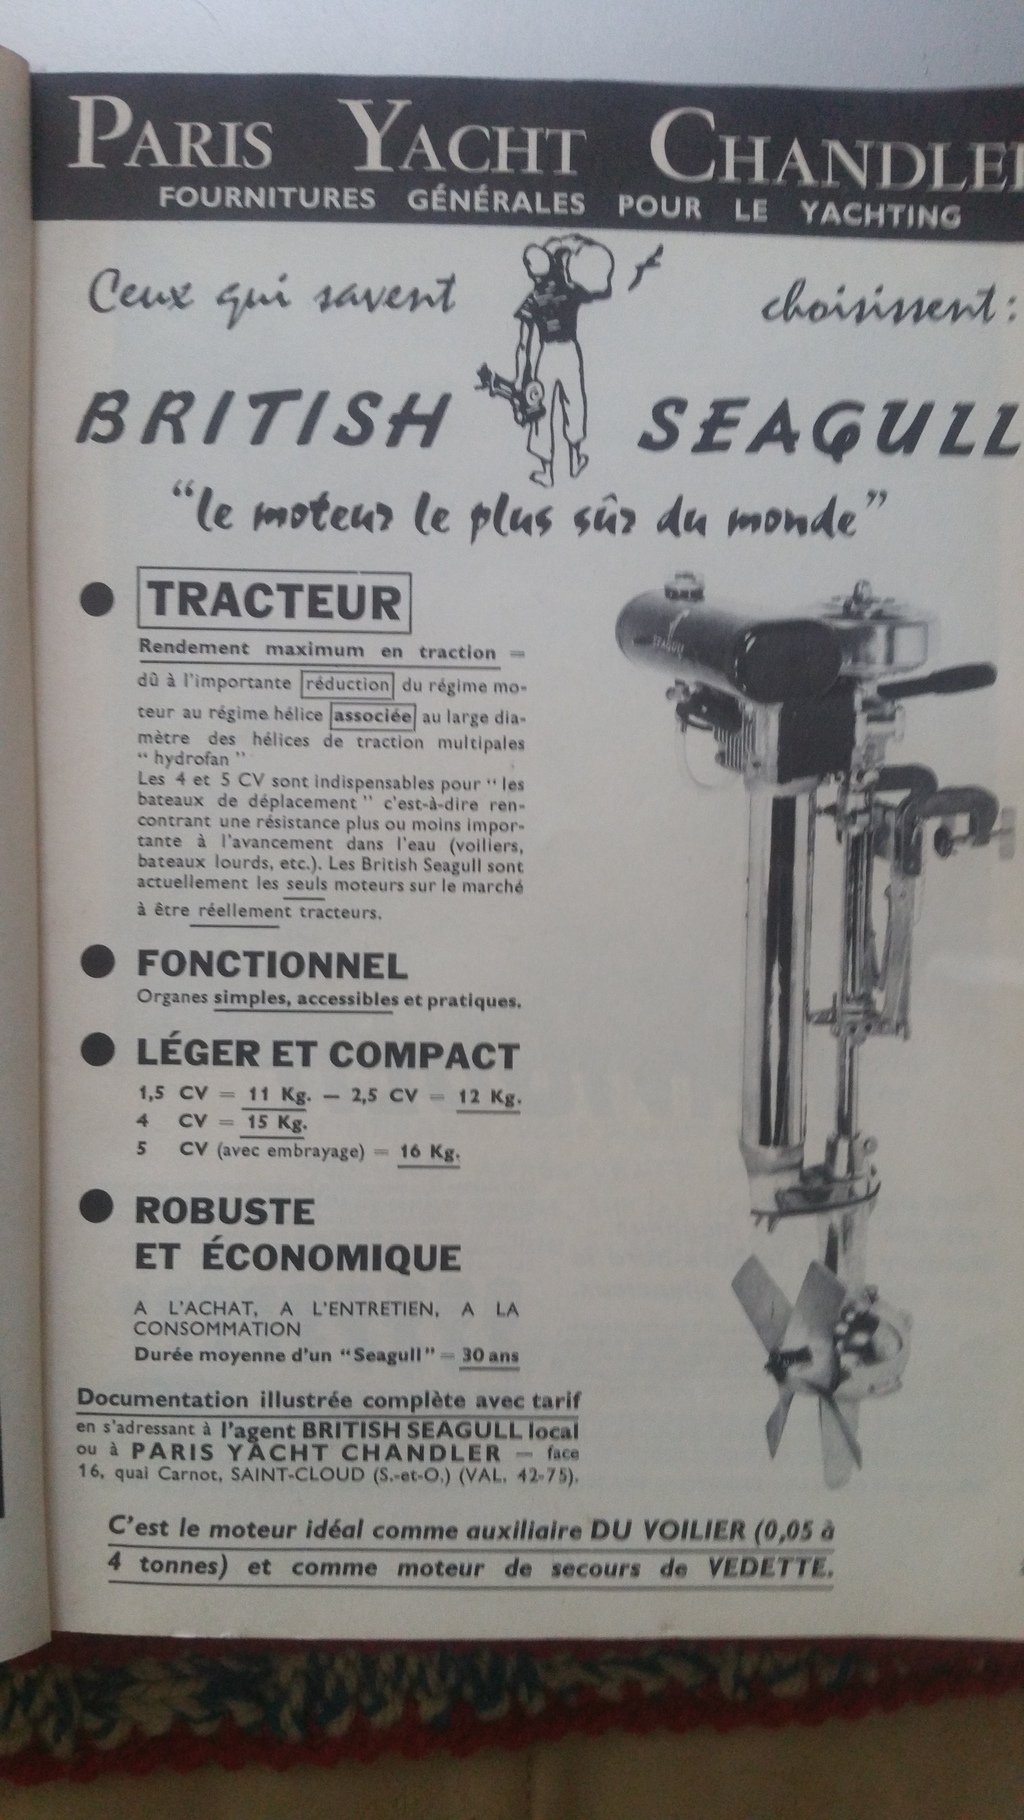 PARIS YACHT CHANDLE
FOURNITURES GÉNÉRALES POUR LE YACHTING
Ceux qui savent choisissent :
BRITISH SEAGULL
“le moteur le plus sûr du monde”
● TRACTEUR
Rendement maximum en traction =
dû à l'importante réduction du régime mo-
teur au régime hélice associée au large dia-
mètre des hélices de traction multipales
“ hydrofan ”
Les 4 et 5 CV sont indispensables pour “ les
bateaux de déplacement ” c'est-à-dire ren-
contrant une résistance plus ou moins impor-
tante à l'avancement dans l'eau (voiliers,
bateaux lourds, etc.). Les British Seagull sont
actuellement les seuls moteurs sur le marché
à être réellement tracteurs.
● FONCTIONNEL
Organes simples, accessibles et pratiques.
● LÉGER ET COMPACT
1,5 CV = 11 Kg. — 2,5 CV = 12 Kg.
4 CV = 15 Kg.
5 CV (avec embrayage) = 16 Kg.
● ROBUSTE
ET ÉCONOMIQUE
A L'ACHAT, A L'ENTRETIEN, A LA
CONSOMMATION
Durée moyenne d'un “Seagull” = 30 ans
Documentation illustrée complète avec tarif
en s'adressant à l'agent BRITISH SEAGULL local
ou à PARIS YACHT CHANDLER — face
16, quai Carnot, SAINT-CLOUD (S.-et-O.) (VAL. 42-75).
C'est le moteur idéal comme auxiliaire DU VOILIER (0,05 à
4 tonnes) et comme moteur de secours de VEDETTE.